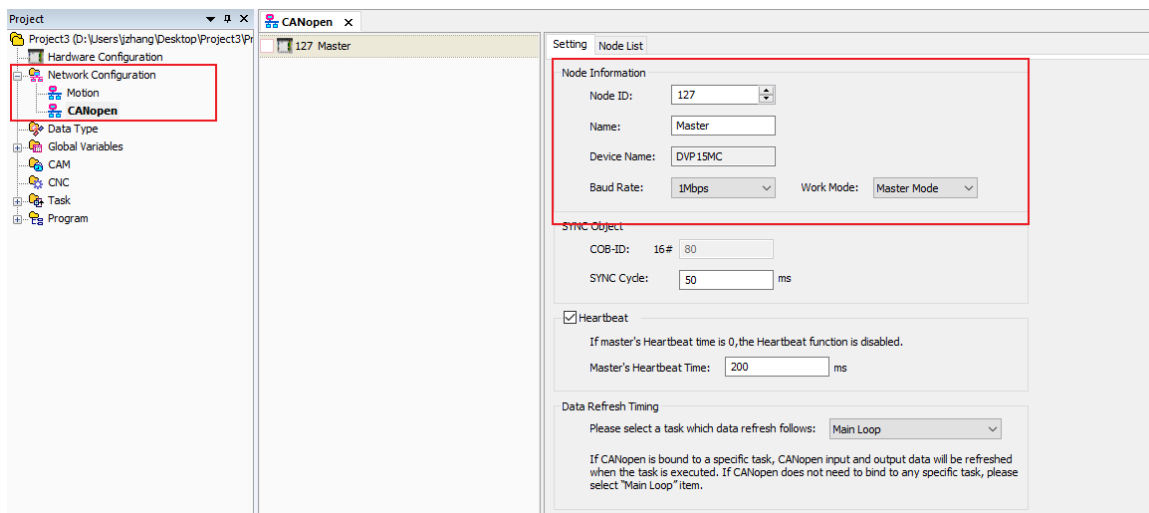 Project
CANopen
Project3 (D:\Users\jzhang\Desktop\Project3\Pr
Hardware Configuration
Network Configuration
Motion
CANopen
Data Type
Global Variables
CAM
CNC
Task
Program
127 Master
Setting
Node List
Node Information
Node ID:
127
Name:
Master
Device Name:
DVP15MC
Baud Rate:
1Mbps
Work Mode:
Master Mode
SYNC Object
COB-ID:
16#
80
SYNC Cycle:
50
ms
Heartbeat
If master's Heartbeat time is 0,the Heartbeat function is disabled.
Master's Heartbeat Time:
200
ms
Data Refresh Timing
Please select a task which data refresh follows:
Main Loop
If CANopen is bound to a specific task, CANopen input and output data will be refreshed
when the task is executed. If CANopen does not need to bind to any specific task, please
select "Main Loop" item.